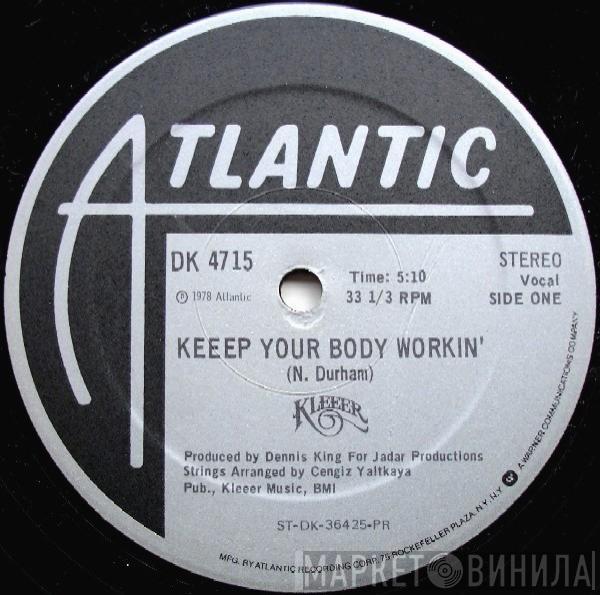 ATLANTIC
DK 4715
℗ 1978 Atlantic
Time: 5:10
33 1/3 RPM
STEREO
Vocal
SIDE ONE
KEEEP YOUR BODY WORKIN'
(N. Durham)
KLEEER
Produced by Dennis King For Jadar Productions
Strings Arranged by Cengiz Yaltkaya
Pub., Kleeer Music, BMI
ST-DK-36425-PR
MFG. BY ATLANTIC RECORDING CORP. 75 ROCKEFELLER PLAZA, N.Y. N.Y. A WARNER COMMUNICATIONS COMPANY
МАРКЕТ ВИНИЛА